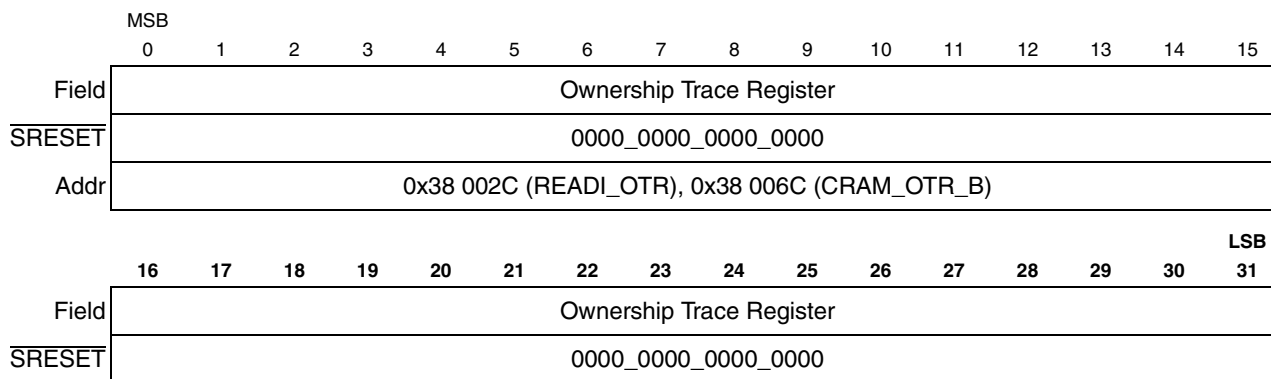 MSB
0 1 2 3 4 5 6 7 8 9 10 11 12 13 14 15
Field Ownership Trace Register
SRESET 0000_0000_0000_0000
Addr 0x38 002C (READI_OTR), 0x38 006C (CRAM_OTR_B)
LSB
16 17 18 19 20 21 22 23 24 25 26 27 28 29 30 31
Field Ownership Trace Register
SRESET 0000_0000_0000_0000